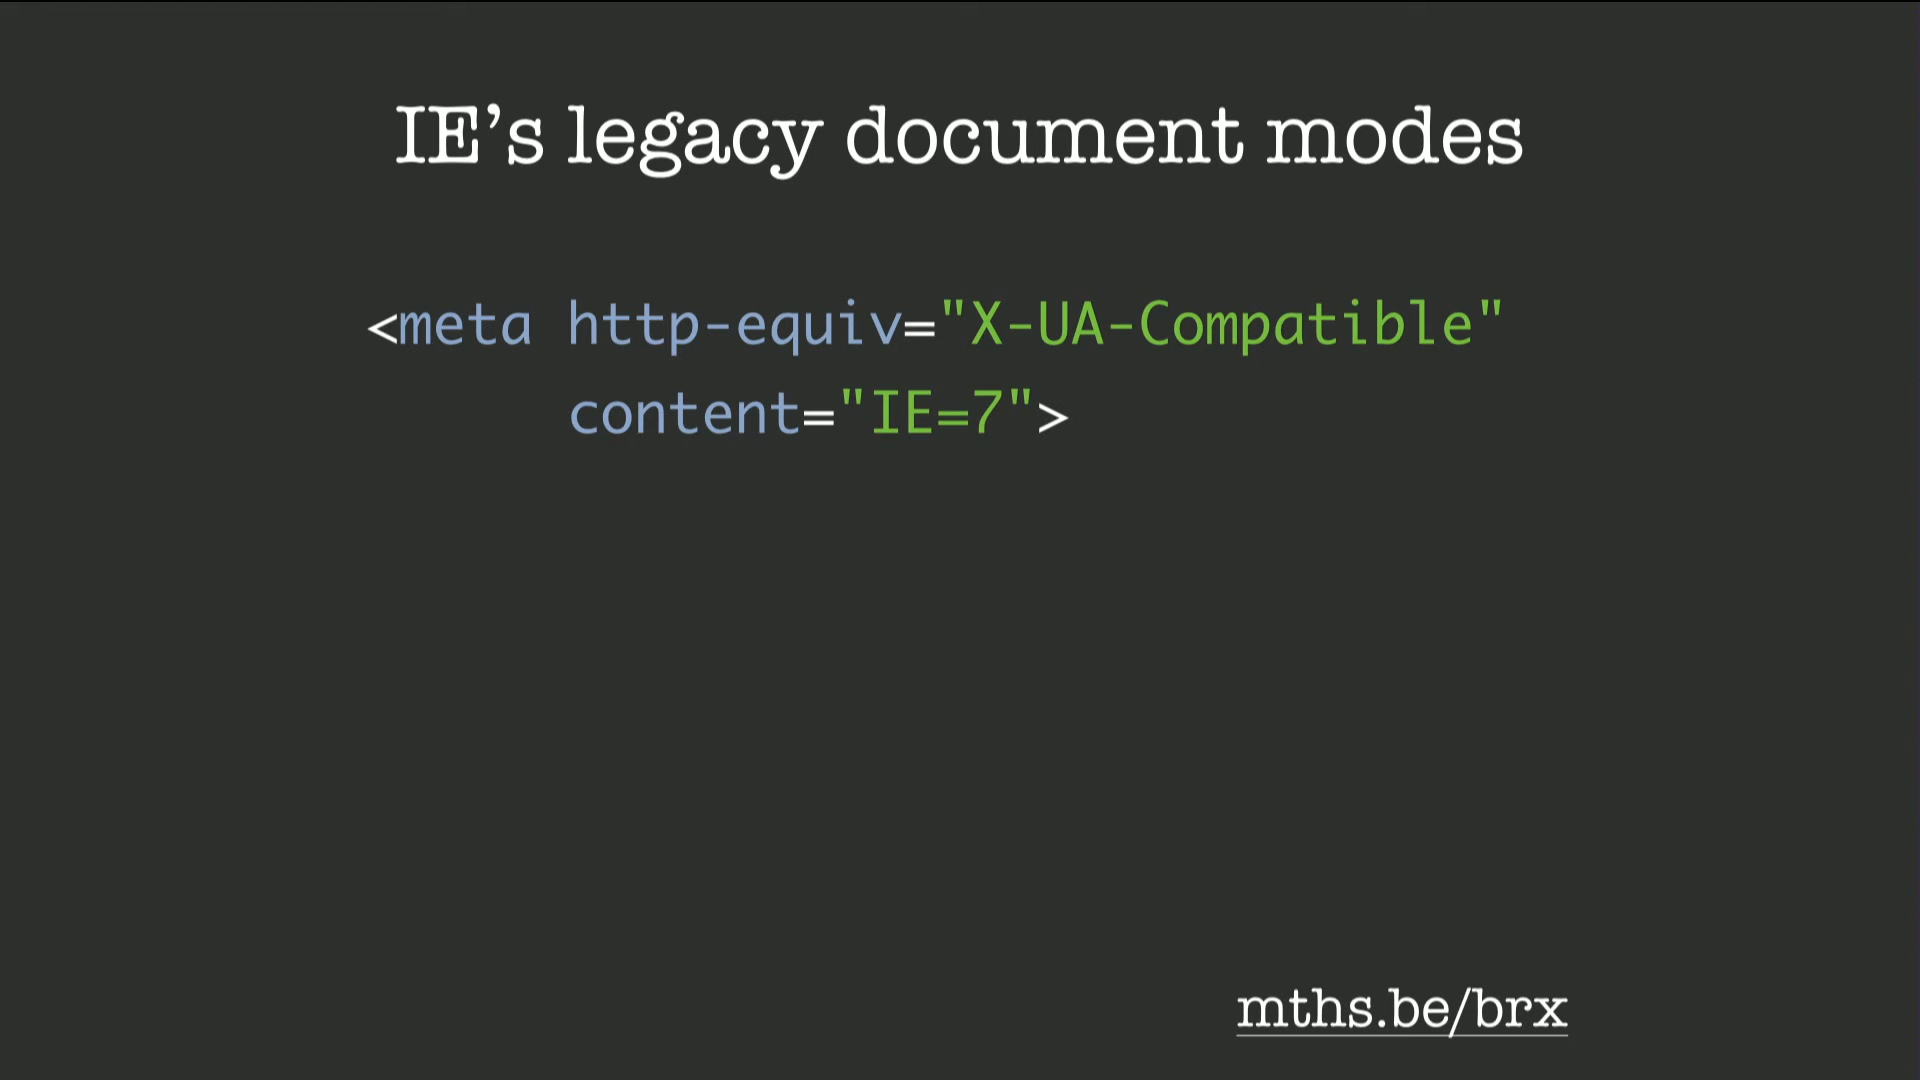 IE’s legacy document modes
<meta http-equiv="X-UA-Compatible"
content="IE=7">
mths.be/brx